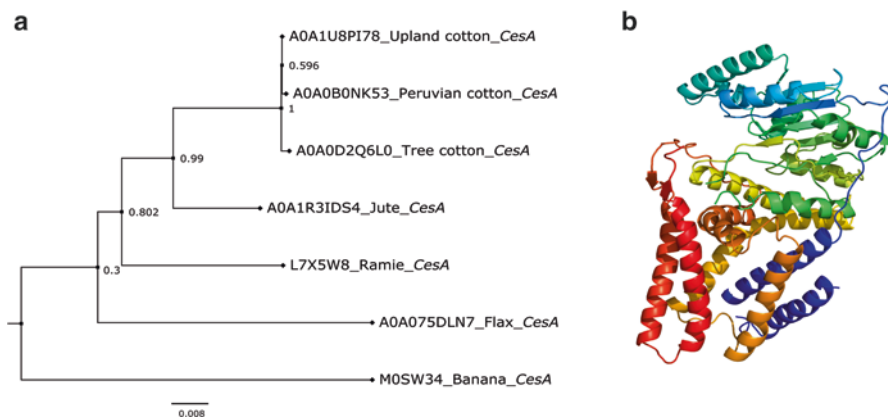 a
b
A0A1U8PI78_Upland cotton_CesA
0.596
A0A0B0NK53_Peruvian cotton_CesA
1
A0A0D2Q6L0_Tree cotton_CesA
0.99
A0A1R3IDS4_Jute_CesA
0.802
L7X5W8_Ramie_CesA
0.3
A0A075DLN7_Flax_CesA
M0SW34_Banana_CesA
0.008